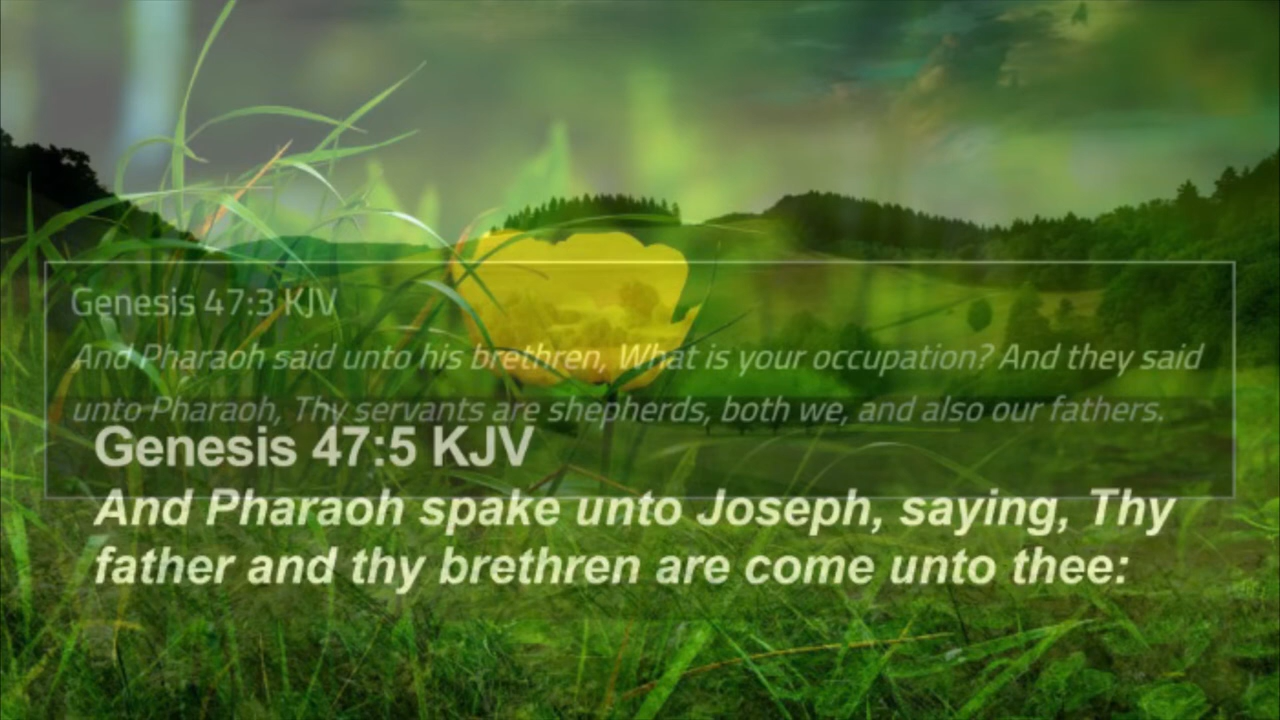 Genesis 47:3 KJV
And Pharaoh said unto his brethren, What is your occupation? And they said
unto Pharaoh, Thy servants are shepherds, both we, and also our fathers.
Genesis 47:5 KJV
And Pharaoh spake unto Joseph, saying, Thy
father and thy brethren are come unto thee: